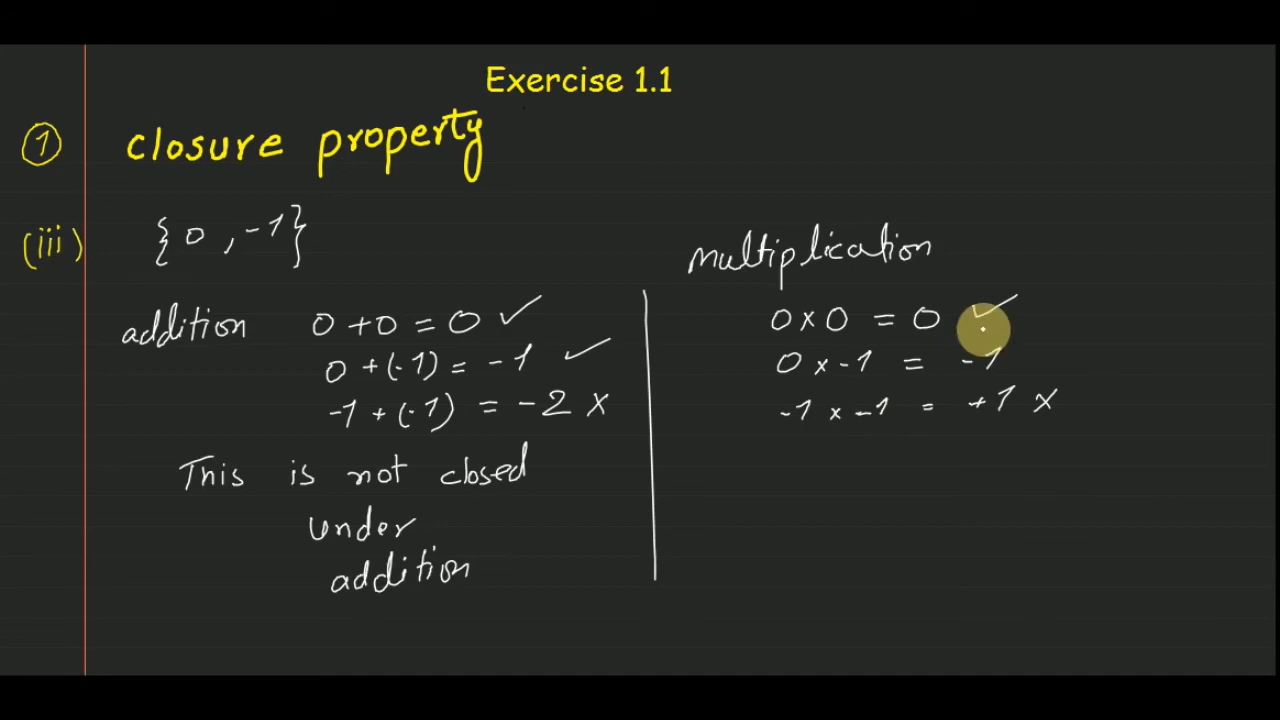 Exercise 1.1
① closure property
(iii) {0, -1}
addition 0 + 0 = 0 ✓
0 + (-1) = -1 ✓
-1 + (-1) = -2 ×
This is not closed
under
addition
multiplication
0 × 0 = 0 ✓
0 × -1 = -1
-1 × -1 = +1 ×